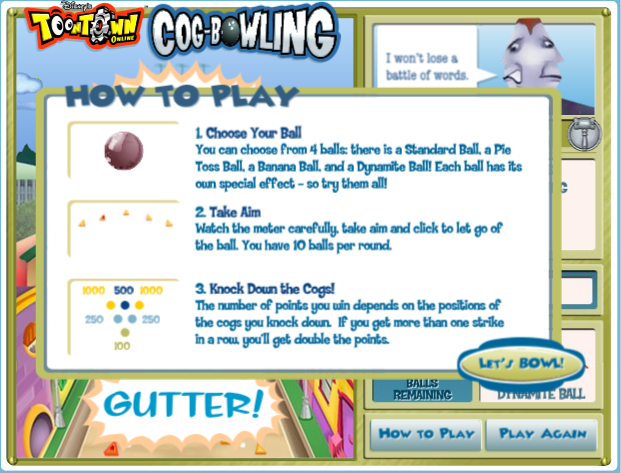 Disney's
TOONTOWN
ONLINE
COG-BOWLING
I won't lose a
battle of words.
HOW TO PLAY
1. Choose Your Ball
You can choose from 4 balls: there is a Standard Ball, a Pie
Toss Ball, a Banana Ball, and a Dynamite Ball! Each ball has its
own special effect - so try them all!
2. Take Aim
Watch the meter carefully, take aim and click to let go of
the ball. You have 10 balls per round.
1000 500 1000
250 250
100
3. Knock Down the Cogs!
The number of points you win depends on the positions of
the cogs you knock down. If you get more than one strike
in a row, you'll get double the points.
LET'S BOWL!
GUTTER!
BALLS
REMAINING
DYNAMITE BALL
HOW TO PLAY
PLAY AGAIN